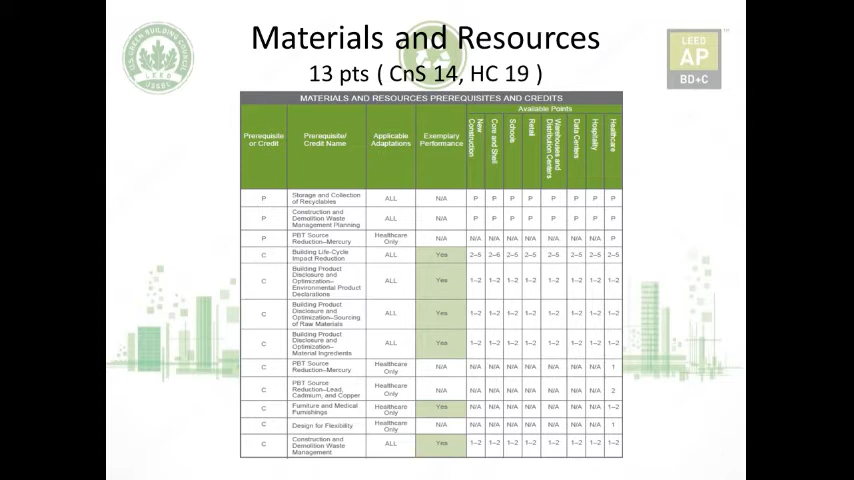 Materials and Resources
13 pts ( CnS 14, HC 19 )
LEED
AP
BD+C
U.S. GREEN BUILDING COUNCIL
LEED
USGBC
MATERIALS AND RESOURCES PREREQUISITES AND CREDITS
Available Points
Prerequisite or Credit
Prerequisite/ Credit Name
Applicable Adaptations
Exemplary Performance
New Construction
Core and Shell
Schools
Retail
Warehouses and Distribution Centers
Data Centers
Hospitality
Healthcare
P Storage and Collection of Recyclables ALL N/A P P P P P P P P
P Construction and Demolition Waste Management Planning ALL N/A P P P P P P P P
P PBT Source Reduction–Mercury Healthcare Only N/A N/A N/A N/A N/A N/A N/A N/A P
C Building Life-Cycle Impact Reduction ALL Yes 2–5 2–6 2–5 2–5 2–5 2–5 2–5 2–5
C Building Product Disclosure and Optimization– Environmental Product Declarations ALL Yes 1–2 1–2 1–2 1–2 1–2 1–2 1–2 1–2
C Building Product Disclosure and Optimization–Sourcing of Raw Materials ALL Yes 1–2 1–2 1–2 1–2 1–2 1–2 1–2 1–2
C Building Product Disclosure and Optimization– Material Ingredients ALL Yes 1–2 1–2 1–2 1–2 1–2 1–2 1–2 1–2
C PBT Source Reduction–Mercury Healthcare Only N/A N/A N/A N/A N/A N/A N/A N/A 1
C PBT Source Reduction–Lead, Cadmium, and Copper Healthcare Only N/A N/A N/A N/A N/A N/A N/A N/A 2
C Furniture and Medical Furnishings Healthcare Only Yes N/A N/A N/A N/A N/A N/A N/A 1–2
C Design for Flexibility Healthcare Only N/A N/A N/A N/A N/A N/A N/A N/A 1
C Construction and Demolition Waste Management ALL Yes 1–2 1–2 1–2 1–2 1–2 1–2 1–2 1–2